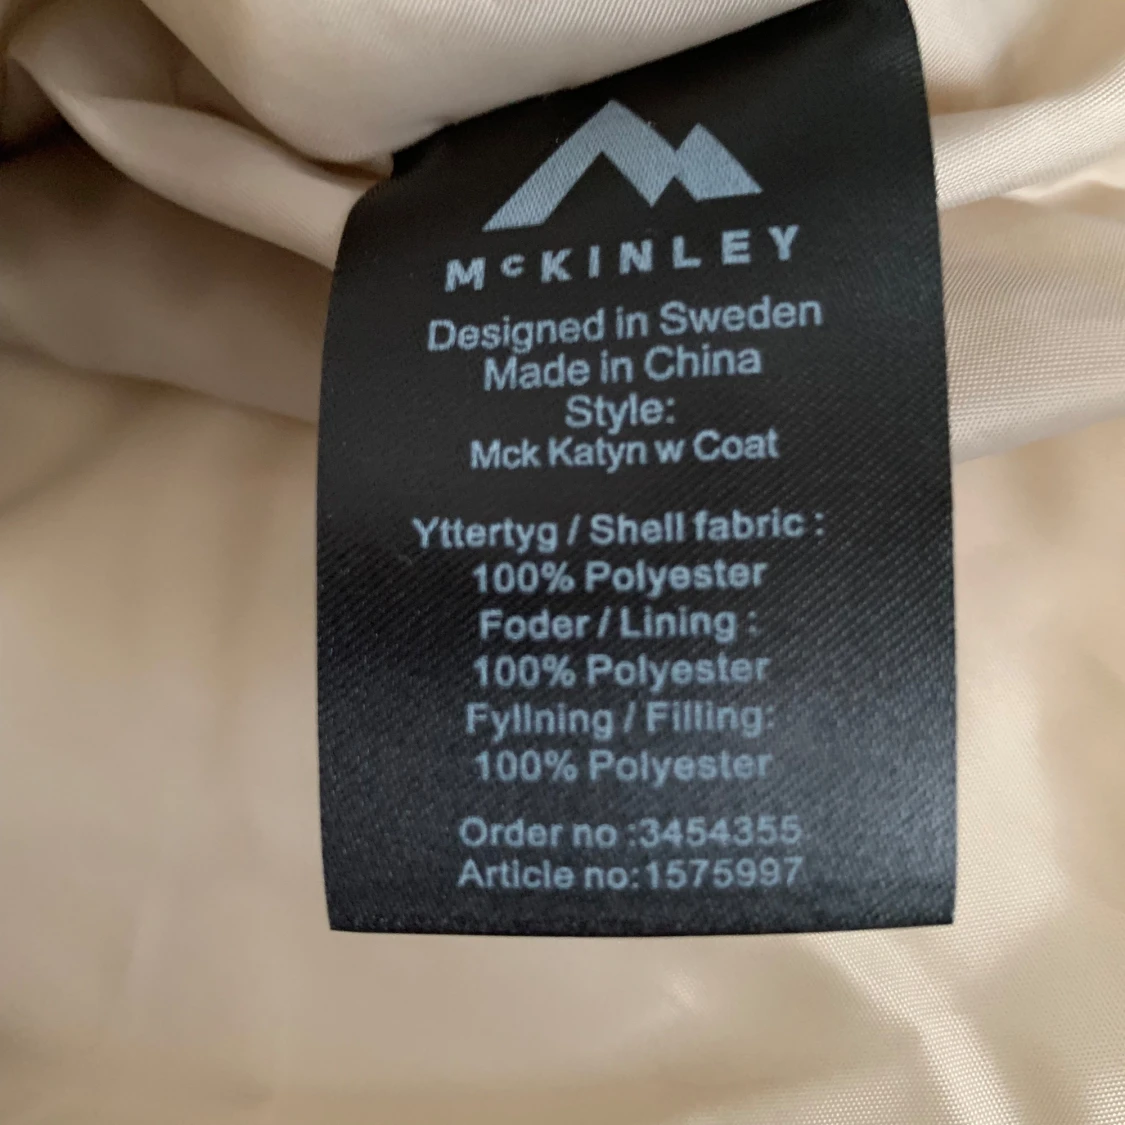 McKINLEY
Designed in Sweden
Made in China
Style:
Mck Katyn w Coat
Yttertyg / Shell fabric :
100% Polyester
Foder / Lining :
100% Polyester
Fyllning / Filling:
100% Polyester
Order no :3454355
Article no:1575997